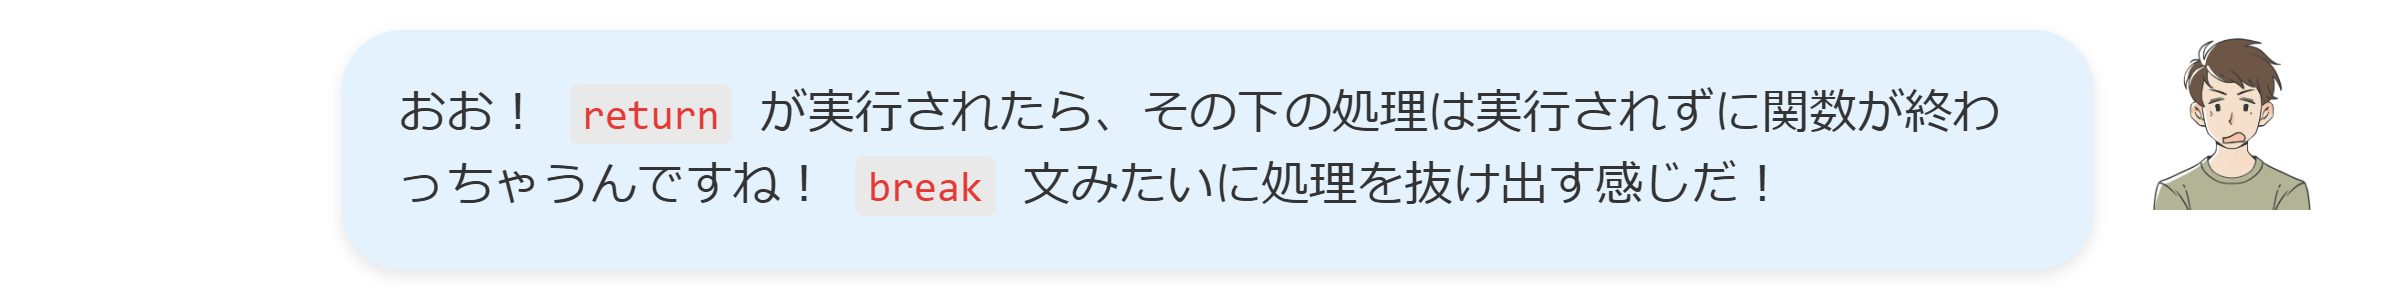 おお！ return が実行されたら、その下の処理は実行されずに関数が終わ
っちゃうんですね！ break 文みたいに処理を抜け出す感じだ！